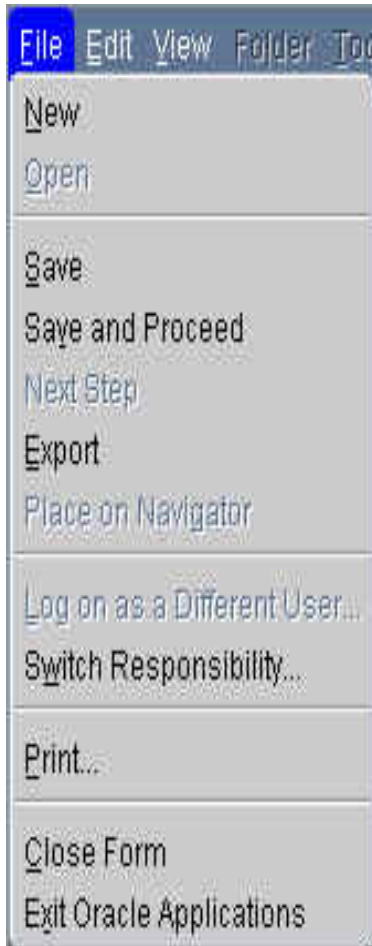 File Edit View Folder
New
Open
Save
Save and Proceed
Next Step
Export
Place on Navigator
Log on as a Different User...
Switch Responsibility...
Print...
Close Form
Exit Oracle Applications